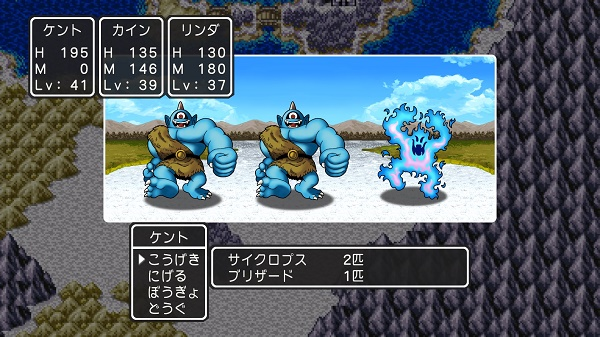 ケント カイン リンダ
H 195 H 135 H 130
M 0 M 146 M 180
Lv: 41 Lv: 39 Lv: 37
ケント
▶こうげき
にげる
ぼうぎょ
どうぐ
サイクロプス 2匹
ブリザード 1匹